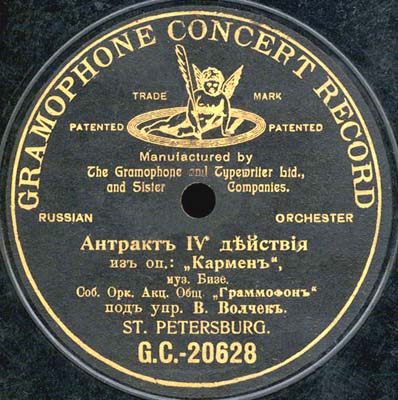 GRAMOPHONE CONCERT RECORD
TRADE MARK
PATENTED PATENTED
Manufactured by
The Gramophone and Typewriter Ltd.,
and Sister Companies.
RUSSIAN ORCHESTER
Антрактъ IV дѣйствія
изъ оп.: „Карменъ“,
муз. Бизе.
Соб. Орк. Акц. Общ. „Граммофонъ“
подъ упр. В. Волчекъ.
ST. PETERSBURG.
G.C.-20628